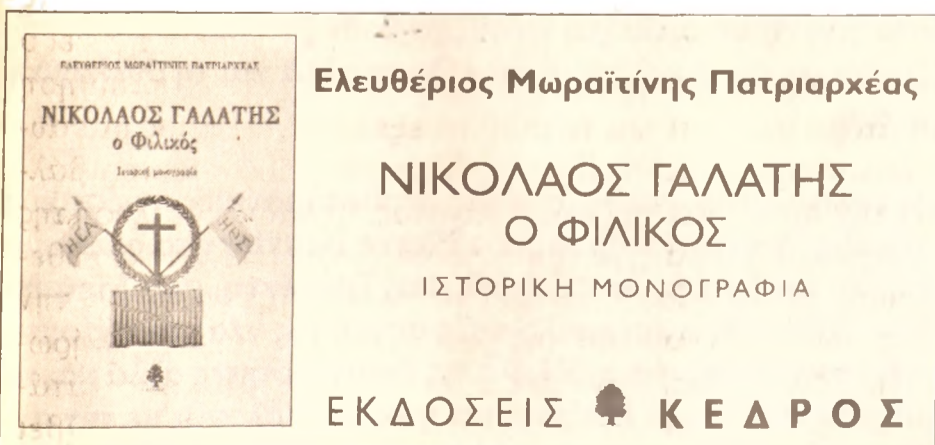 ΕΛΕΥΘΕΡΙΟΣ ΜΩΡΑΪΤΙΝΗΣ ΠΑΤΡΙΑΡΧΕΑΣ
ΝΙΚΟΛΑΟΣ ΓΑΛΑΤΗΣ
ο Φιλικός
Ιστορική μονογραφία
Ελευθέριος Μωραϊτίνης Πατριαρχέας
ΝΙΚΟΛΑΟΣ ΓΑΛΑΤΗΣ
Ο ΦΙΛΙΚΟΣ
ΙΣΤΟΡΙΚΗ ΜΟΝΟΓΡΑΦΙΑ
ΕΚΔΟΣΕΙΣ ΚΕΔΡΟΣ